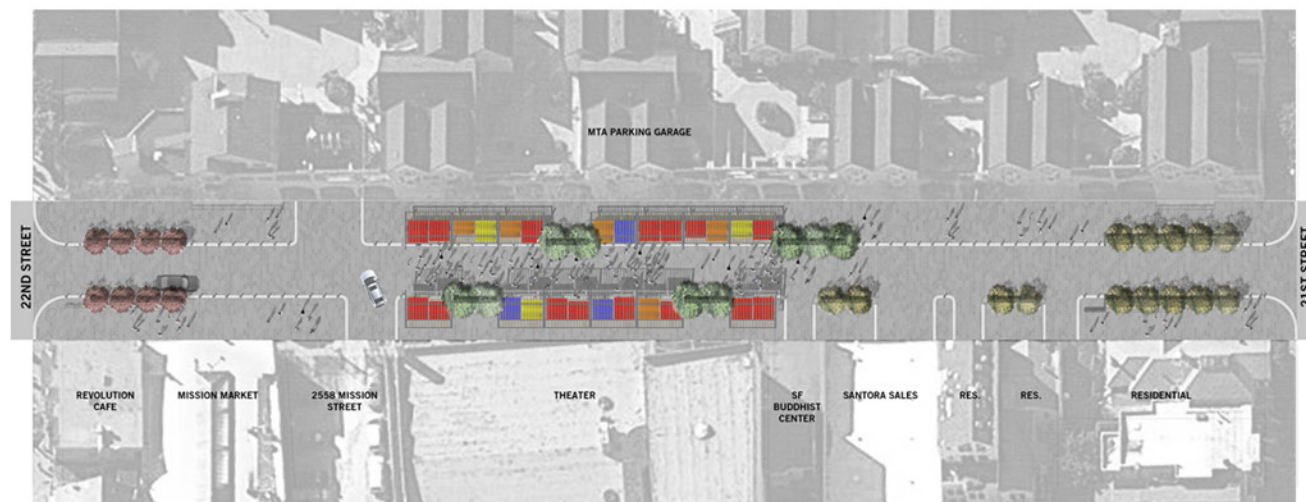 MTA PARKING GARAGE
22ND STREET
21ST STREET
REVOLUTION
CAFE
MISSION MARKET
2558 MISSION
STREET
THEATER
SF
BUDDHIST
CENTER
SANTORA SALES
RES.
RES.
RESIDENTIAL